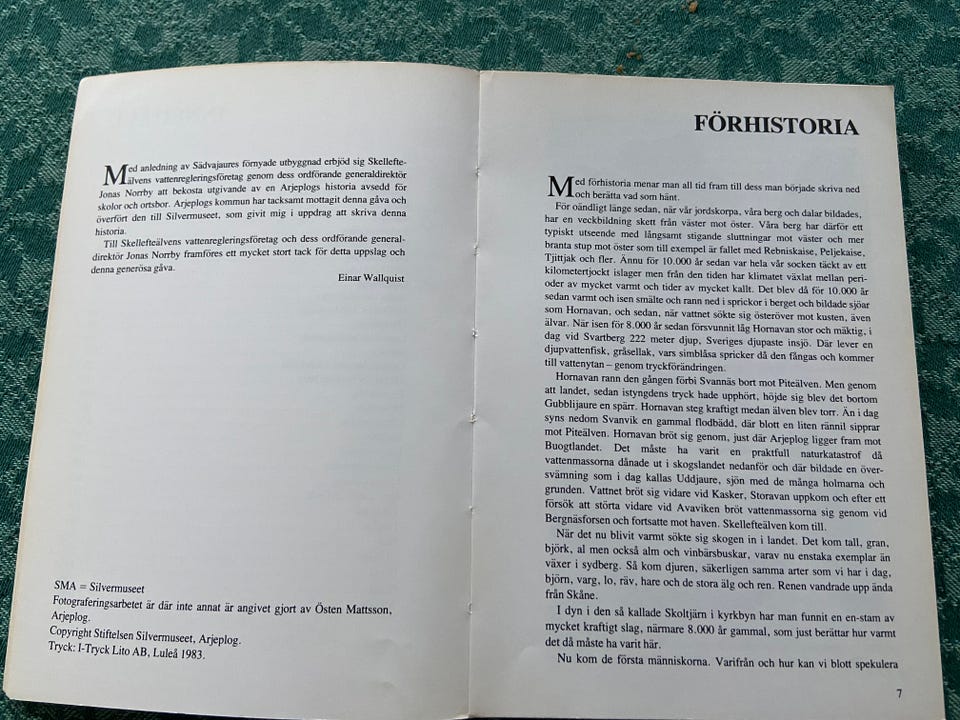 Med anledning av Sädvajaures förnyade utbyggnad erbjöd sig Skellefte-
älvens vattenregleringsföretag genom dess ordförande generaldirektör
Jonas Norrby att bekosta utgivande av en Arjeplogs historia avsedd för
skolor och ortsbor. Arjeplogs kommun har tacksamt mottagit denna gåva och
överfört den till Silvermuseet, som givit mig i uppdrag att skriva denna
historia.
Till Skellefteälvens vattenregleringsföretag och dess ordförande general-
direktör Jonas Norrby framföres ett mycket stort tack för detta uppslag och
denna generösa gåva.
Einar Wallquist
SMA = Silvermuseet
Fotograferingsarbetet är där inte annat är angivet gjort av Östen Mattsson,
Arjeplog.
Copyright Stiftelsen Silvermuseet, Arjeplog.
Tryck: I-Tryck Lito AB, Luleå 1983.
FÖRHISTORIA
Med förhistoria menar man all tid fram till dess man började skriva ned
och berätta vad som hänt.
För oändligt länge sedan, när vår jordskorpa, våra berg och dalar bildades,
har en veckbildning skett från väster mot öster. Våra berg har därför ett
typiskt utseende med långsamt stigande sluttningar mot väster och mer
branta stup mot öster som till exempel är fallet med Rebniskaise, Peljekaise,
Tjittjak och fler. Ännu för 10.000 år sedan var hela vår socken täckt av ett
kilometertjockt islager men från den tiden har klimatet växlat mellan peri-
oder av mycket varmt och tider av mycket kallt. Det blev då för 10.000 år
sedan varmt och isen smälte och rann ned i sprickor i berget och bildade sjöar
som Hornavan, och sedan, när vattnet sökte sig österöver mot kusten, även
älvar. När isen för 8.000 år sedan försvunnit låg Hornavan stor och mäktig, i
dag vid Svartberg 222 meter djup, Sveriges djupaste insjö. Där lever en
djupvattenfisk, gråsellak, vars simblåsa spricker då den fångas och kommer
till vattenytan – genom tryckförändringen.
Hornavan rann den gången förbi Svannäs bort mot Piteälven. Men genom
att landet, sedan istyngdens tryck hade upphört, höjde sig blev det bortom
Gubblijaure en spärr. Hornavan steg kraftigt medan älven blev torr. Än i dag
syns nedom Svanvik en gammal flodbädd, där blott en liten rännil sipprar
mot Piteälven. Hornavan bröt sig genom, just där Arjeplog ligger fram mot
Buogtlandet. Det måste ha varit en praktfull naturkatastrof då
vattenmassorna dånade ut i skogslandet nedanför och där bildade en över-
svämning som i dag kallas Uddjaure, sjön med de många holmarna och
grunden. Vattnet bröt sig vidare vid Kasker, Storavan uppkom och efter ett
försök att störta vidare vid Avaviken bröt vattenmassorna sig genom vid
Bergnäsforsen och fortsatte mot haven. Skellefteälven kom till.
När det nu blivit varmt sökte sig skogen in i landet. Det kom tall, gran,
björk, al men också alm och vinbärsbuskar, varav nu enstaka exemplar än
växer i sydberg. Så kom djuren, säkerligen samma arter som vi har i dag,
björn, varg, lo, räv, hare och de stora älg och ren. Renen vandrade upp ända
från Skåne.
I dyn i den så kallade Skoltjärn i kyrkbyn har man funnit en en-stam av
mycket kraftigt slag, närmare 8.000 år gammal, som just berättar hur varmt
det då måste ha varit här.
Nu kom de första människorna. Varifrån och hur kan vi blott spekulera
7